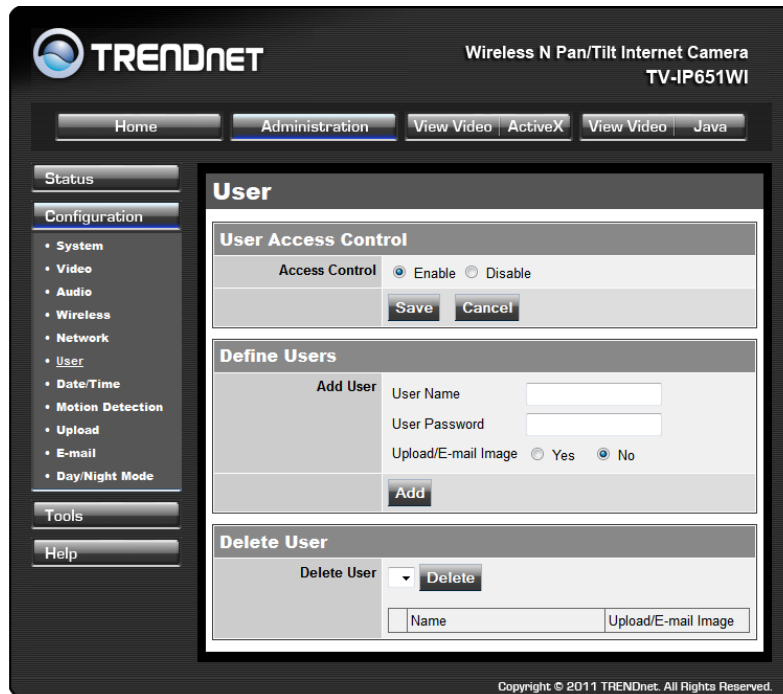 TRENDNET
Wireless N Pan/Tilt Internet Camera
TV-IP651WI
Home
Administration
View Video | ActiveX
View Video | Java
Status
Configuration
• System
• Video
• Audio
• Wireless
• Network
• User
• Date/Time
• Motion Detection
• Upload
• E-mail
• Day/Night Mode
Tools
Help
User
User Access Control
Access Control Enable Disable
Save Cancel
Define Users
Add User User Name
User Password
Upload/E-mail Image Yes No
Add
Delete User
Delete User Delete
Name Upload/E-mail Image
Copyright © 2011 TRENDnet. All Rights Reserved.